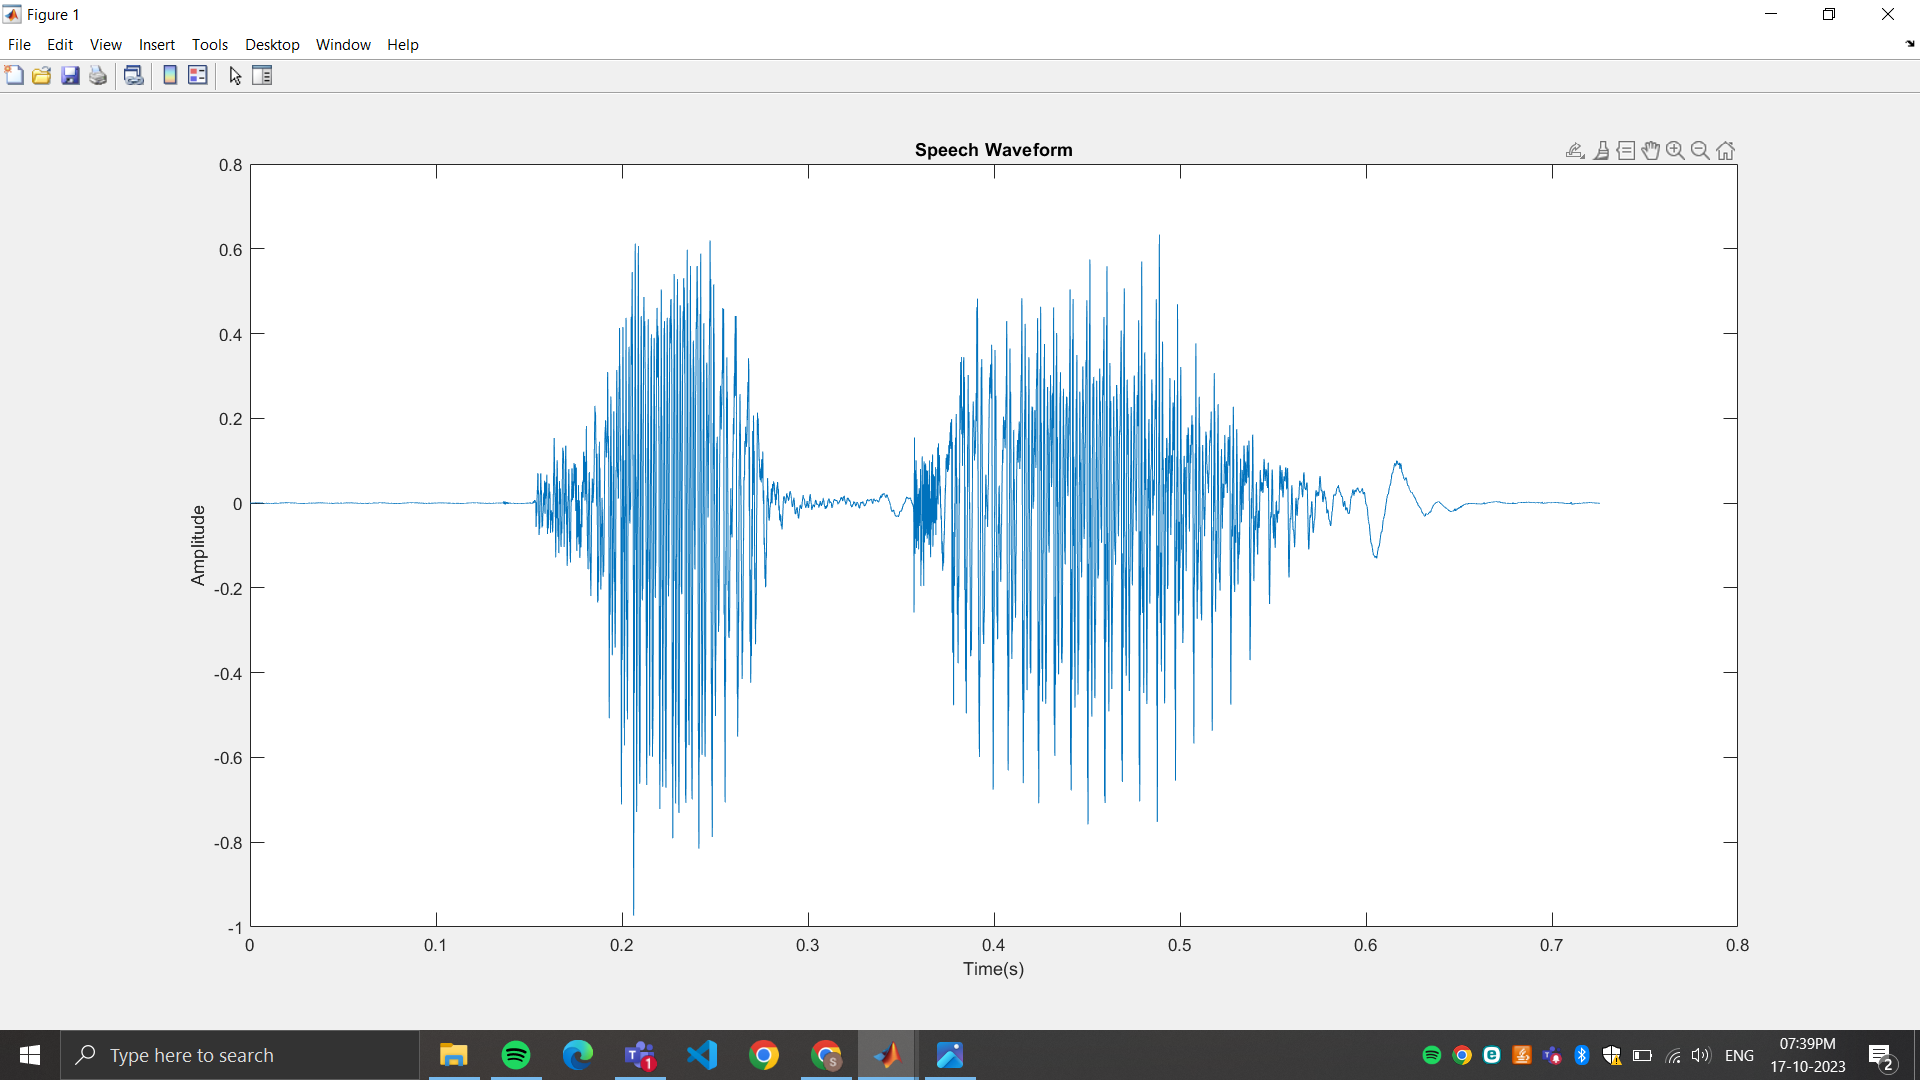 Figure 1
File Edit View Insert Tools Desktop Window Help
Speech Waveform
0.8
0.6
0.4
0.2
0
-0.2
-0.4
-0.6
-0.8
-1
Amplitude
0 0.1 0.2 0.3 0.4 0.5 0.6 0.7 0.8
Time(s)
Type here to search
1
S
ENG
07:39PM
17-10-2023
2